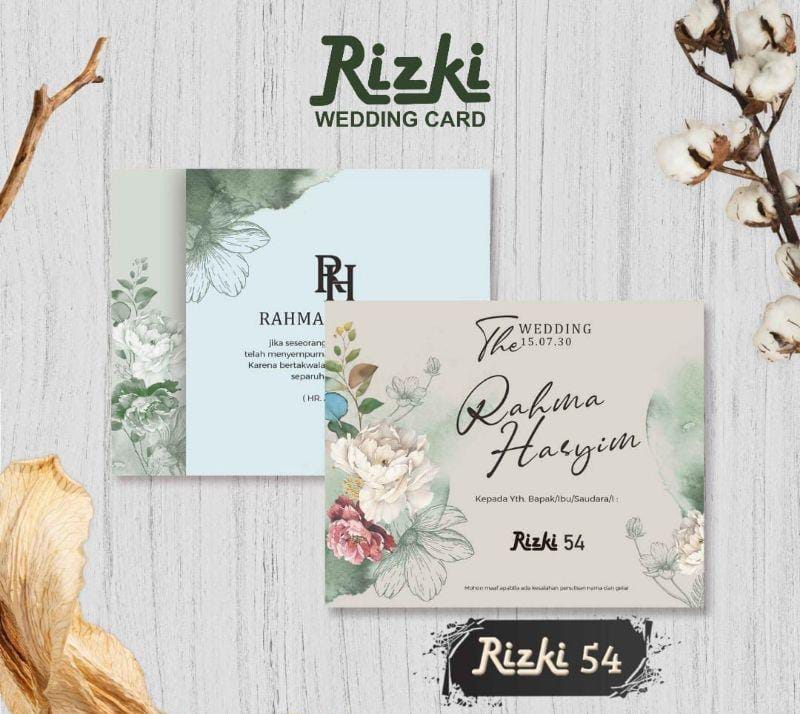 Rizki
WEDDING CARD
RH
RAHMA
jika seseorang
telah menyempurn
Karena bertakwala
separuh
( HR.
The WEDDING
15.07.30
Rahma
Hasyim
Kepada Yth. Bapak/Ibu/Saudara/I :
Rizki 54
Mohon maaf apabila ada kesalahan penulisan nama dan gelar
Rizki 54